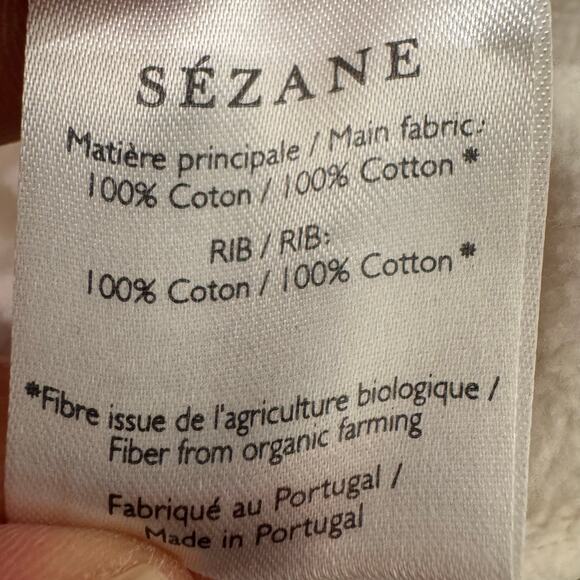 SÉZANE
Matière principale / Main fabric:
100% Coton / 100% Cotton *
RIB / RIB:
100% Coton / 100% Cotton *
*Fibre issue de l'agriculture biologique /
Fiber from organic farming
Fabriqué au Portugal /
Made in Portugal